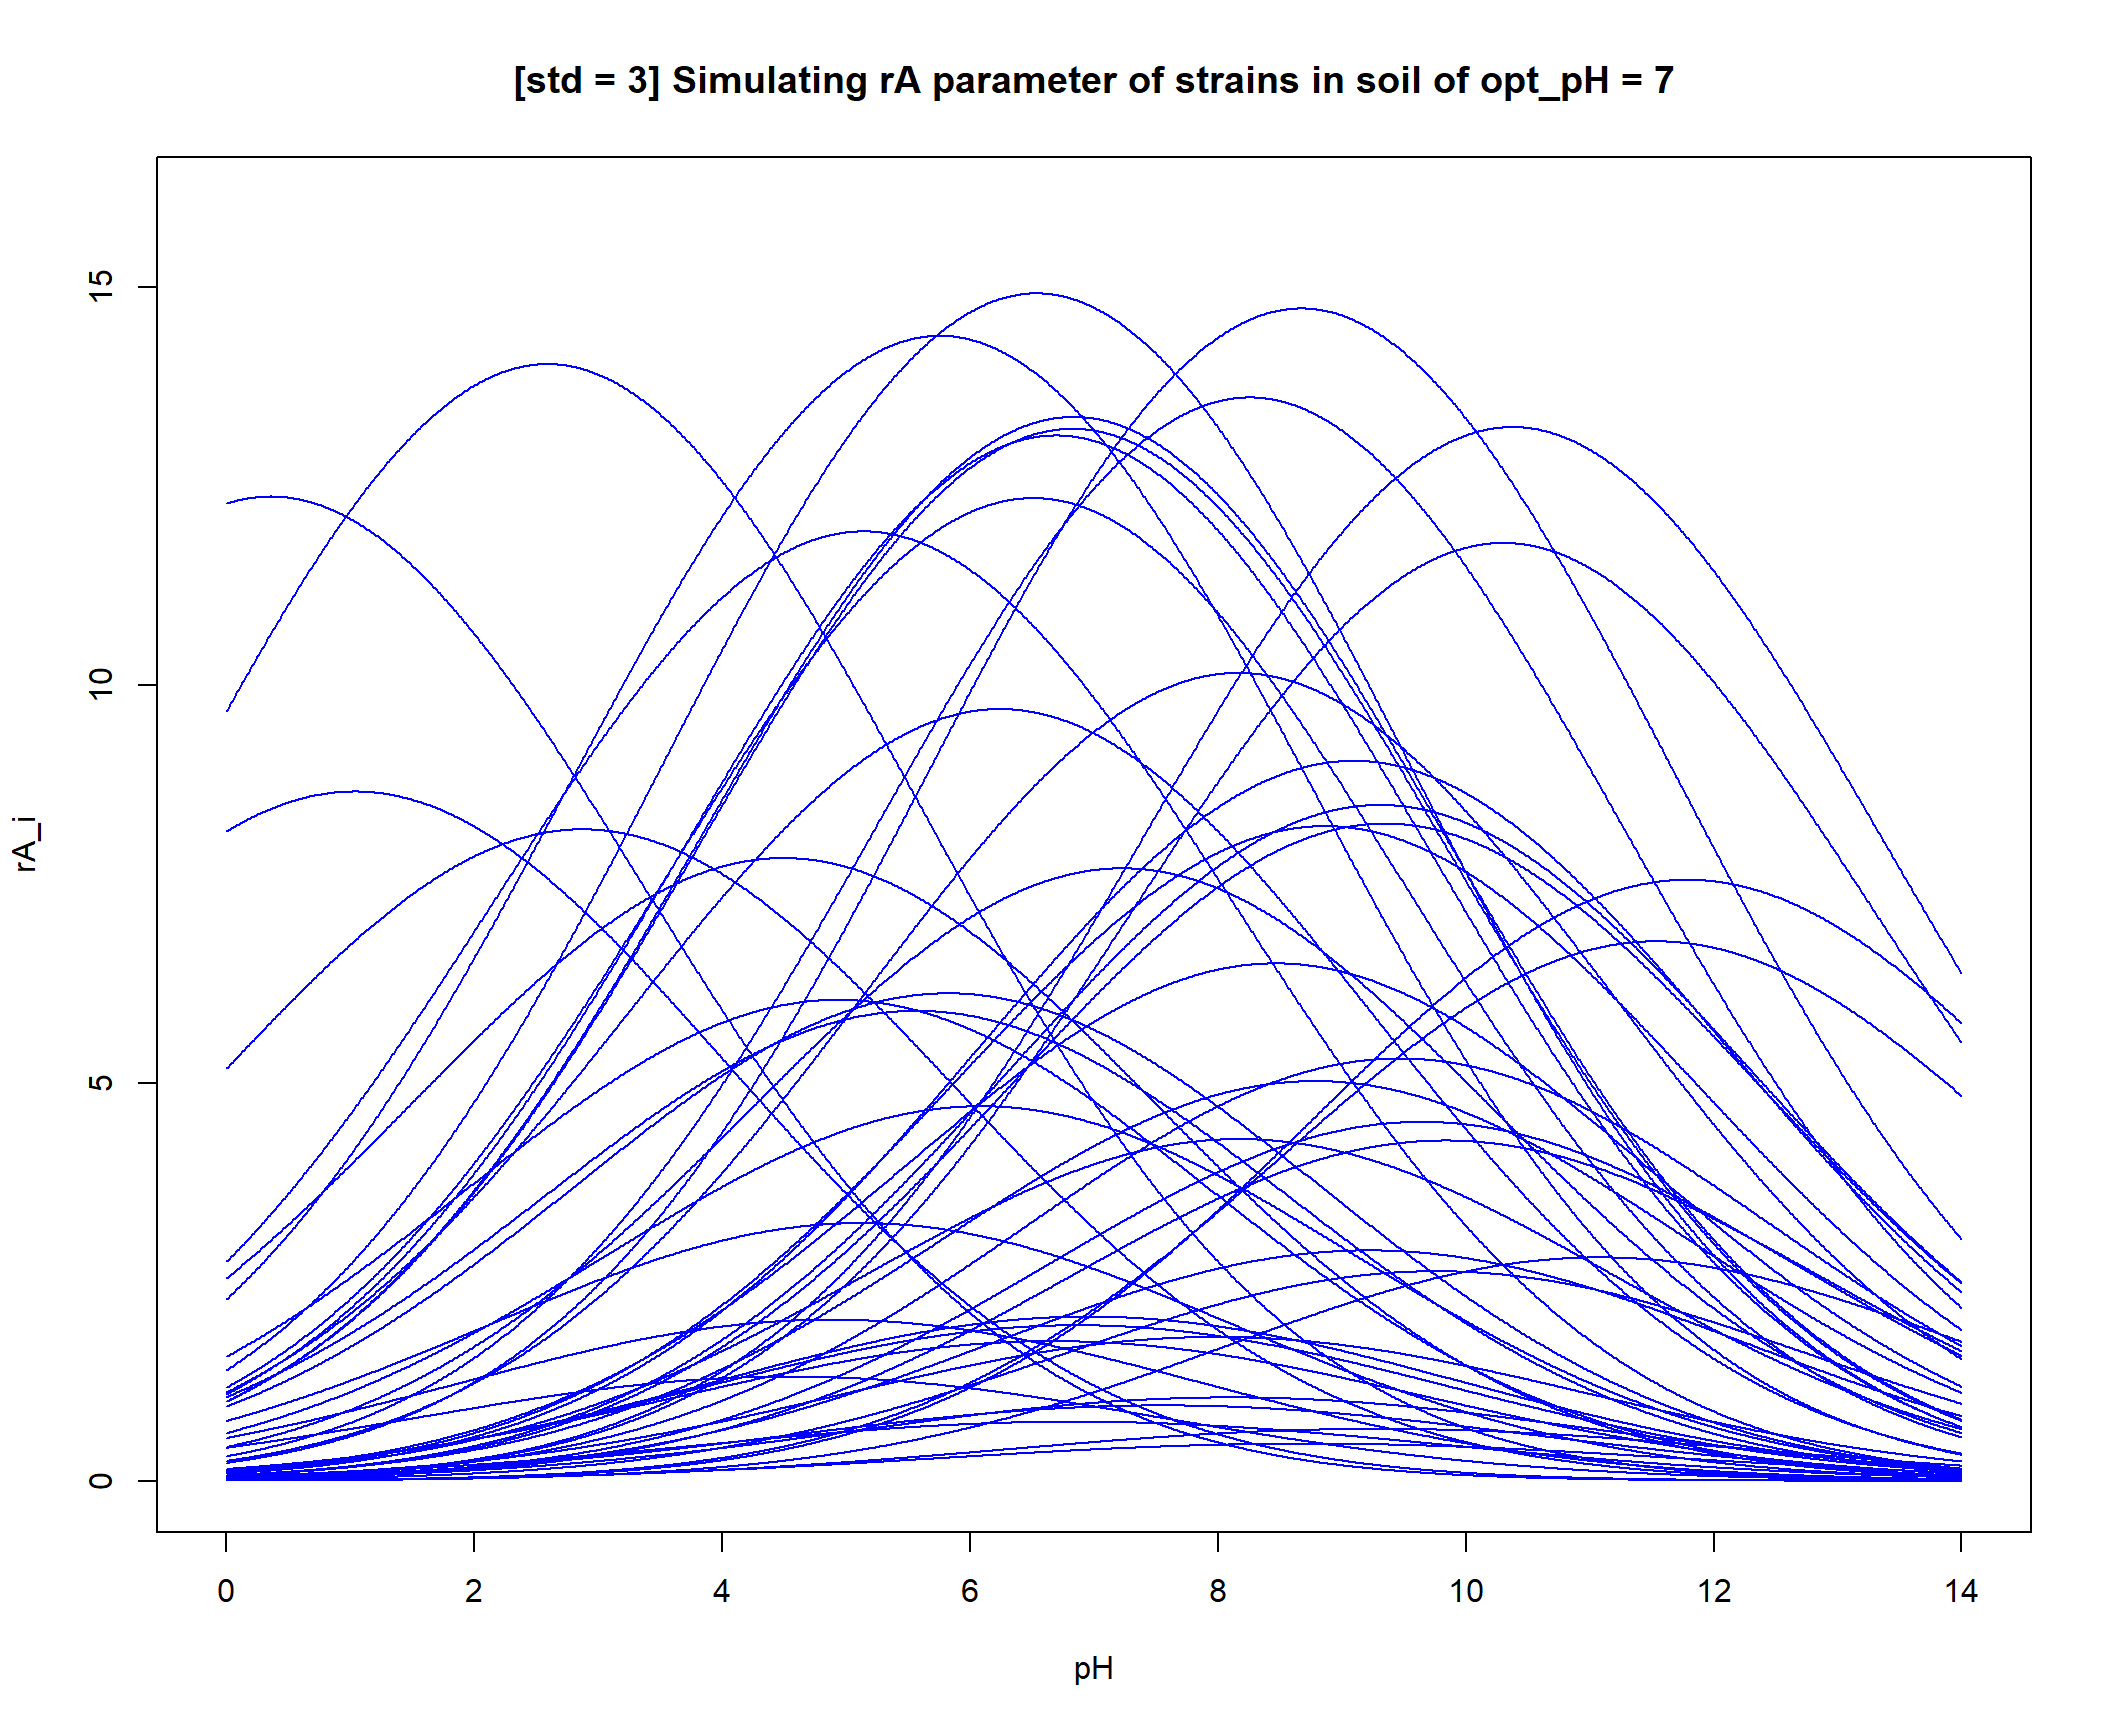 [std = 3] Simulating rA parameter of strains in soil of opt_pH = 7
15
10
5
0
rA_i
0 2 4 6 8 10 12 14
pH